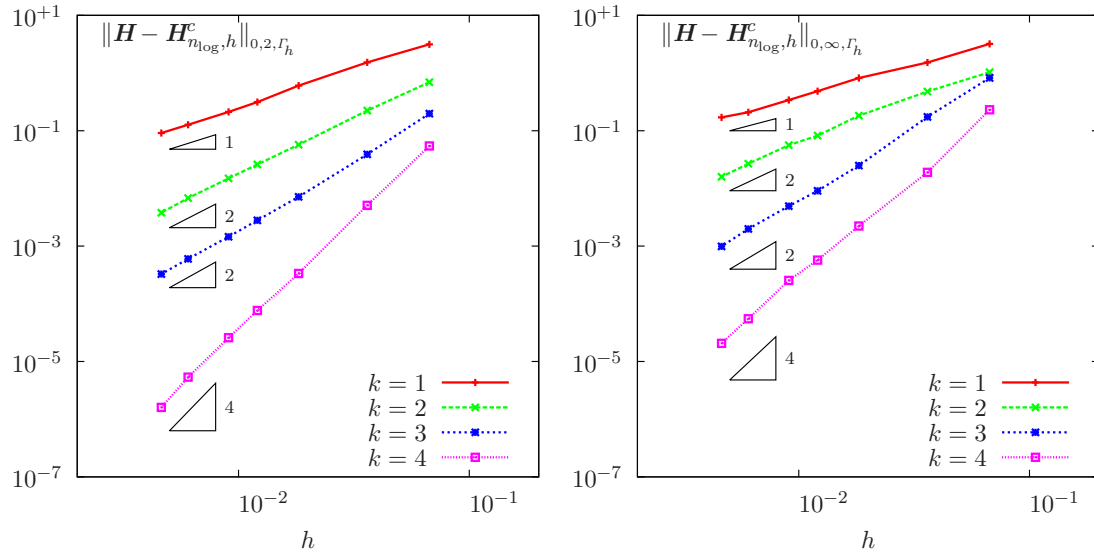 ‖H − H^c_{n_log,h}‖_{0,2,Γ_h}
10^{+1}
10^{−1}
10^{−3}
10^{−5}
10^{−7}
1
2
2
4
k = 1
k = 2
k = 3
k = 4
10^{−2}
10^{−1}
h
‖H − H^c_{n_log,h}‖_{0,∞,Γ_h}
10^{+1}
10^{−1}
10^{−3}
10^{−5}
10^{−7}
1
2
2
4
k = 1
k = 2
k = 3
k = 4
10^{−2}
10^{−1}
h